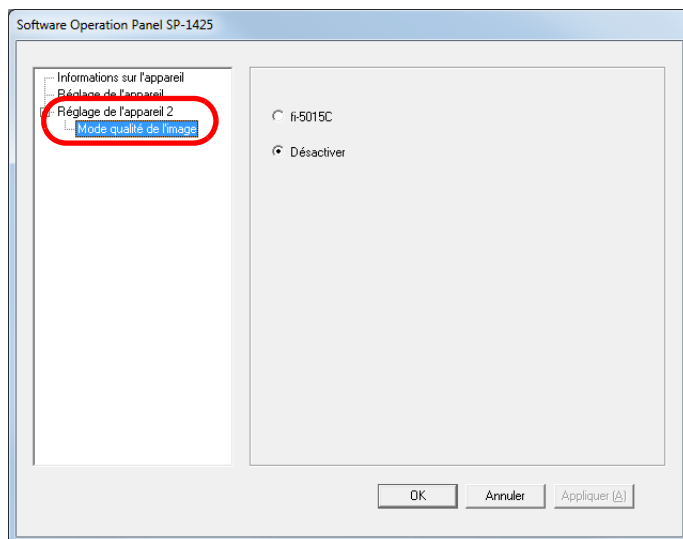 Software Operation Panel SP-1425
Informations sur l'appareil
Réglage de l'appareil
Réglage de l'appareil 2
Mode qualité de l'image
fi-5015C
Désactiver
OK
Annuler
Appliquer (A)